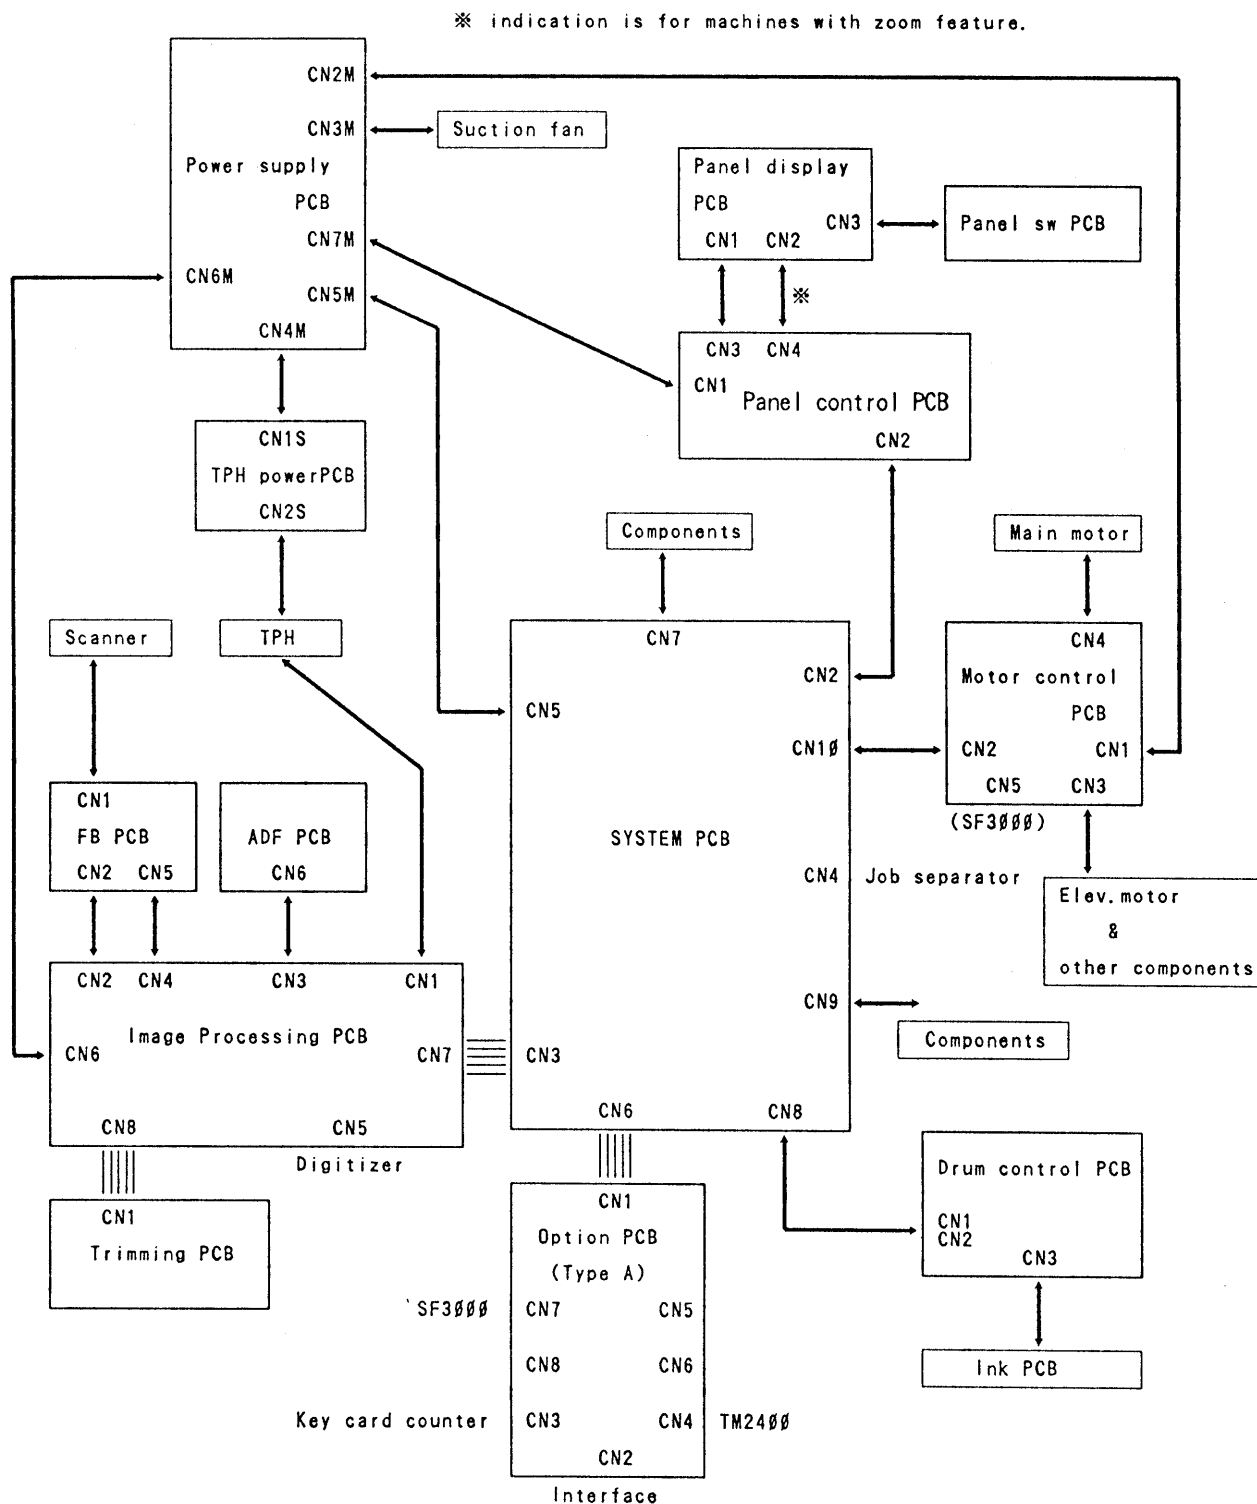 ※ indication is for machines with zoom feature.
CN2M
CN3M
Suction fan
Power supply
PCB
CN7M
CN6M
CN5M
CN4M
Panel display
PCB
CN3
CN1 CN2
Panel sw PCB
※
CN3 CN4
CN1
Panel control PCB
CN2
CN1S
TPH powerPCB
CN2S
Components
Main motor
Scanner
TPH
CN7
CN2
CN5
CN1Ø
SYSTEM PCB
CN4 Job separator
CN9
CN3
CN6
CN8
CN4
Motor control
PCB
CN2 CN1
CN5 CN3
(SF3ØØØ)
Elev.motor
&
other components
Components
CN1
FB PCB
CN2 CN5
ADF PCB
CN6
CN2 CN4 CN3 CN1
Image Processing PCB
CN6 CN7
CN8 CN5
Digitizer
CN1
Trimming PCB
CN1
Option PCB
(Type A)
SF3ØØØ CN7 CN5
CN8 CN6
Key card counter CN3 CN4 TM24ØØ
CN2
Interface
Drum control PCB
CN1
CN2
CN3
Ink PCB